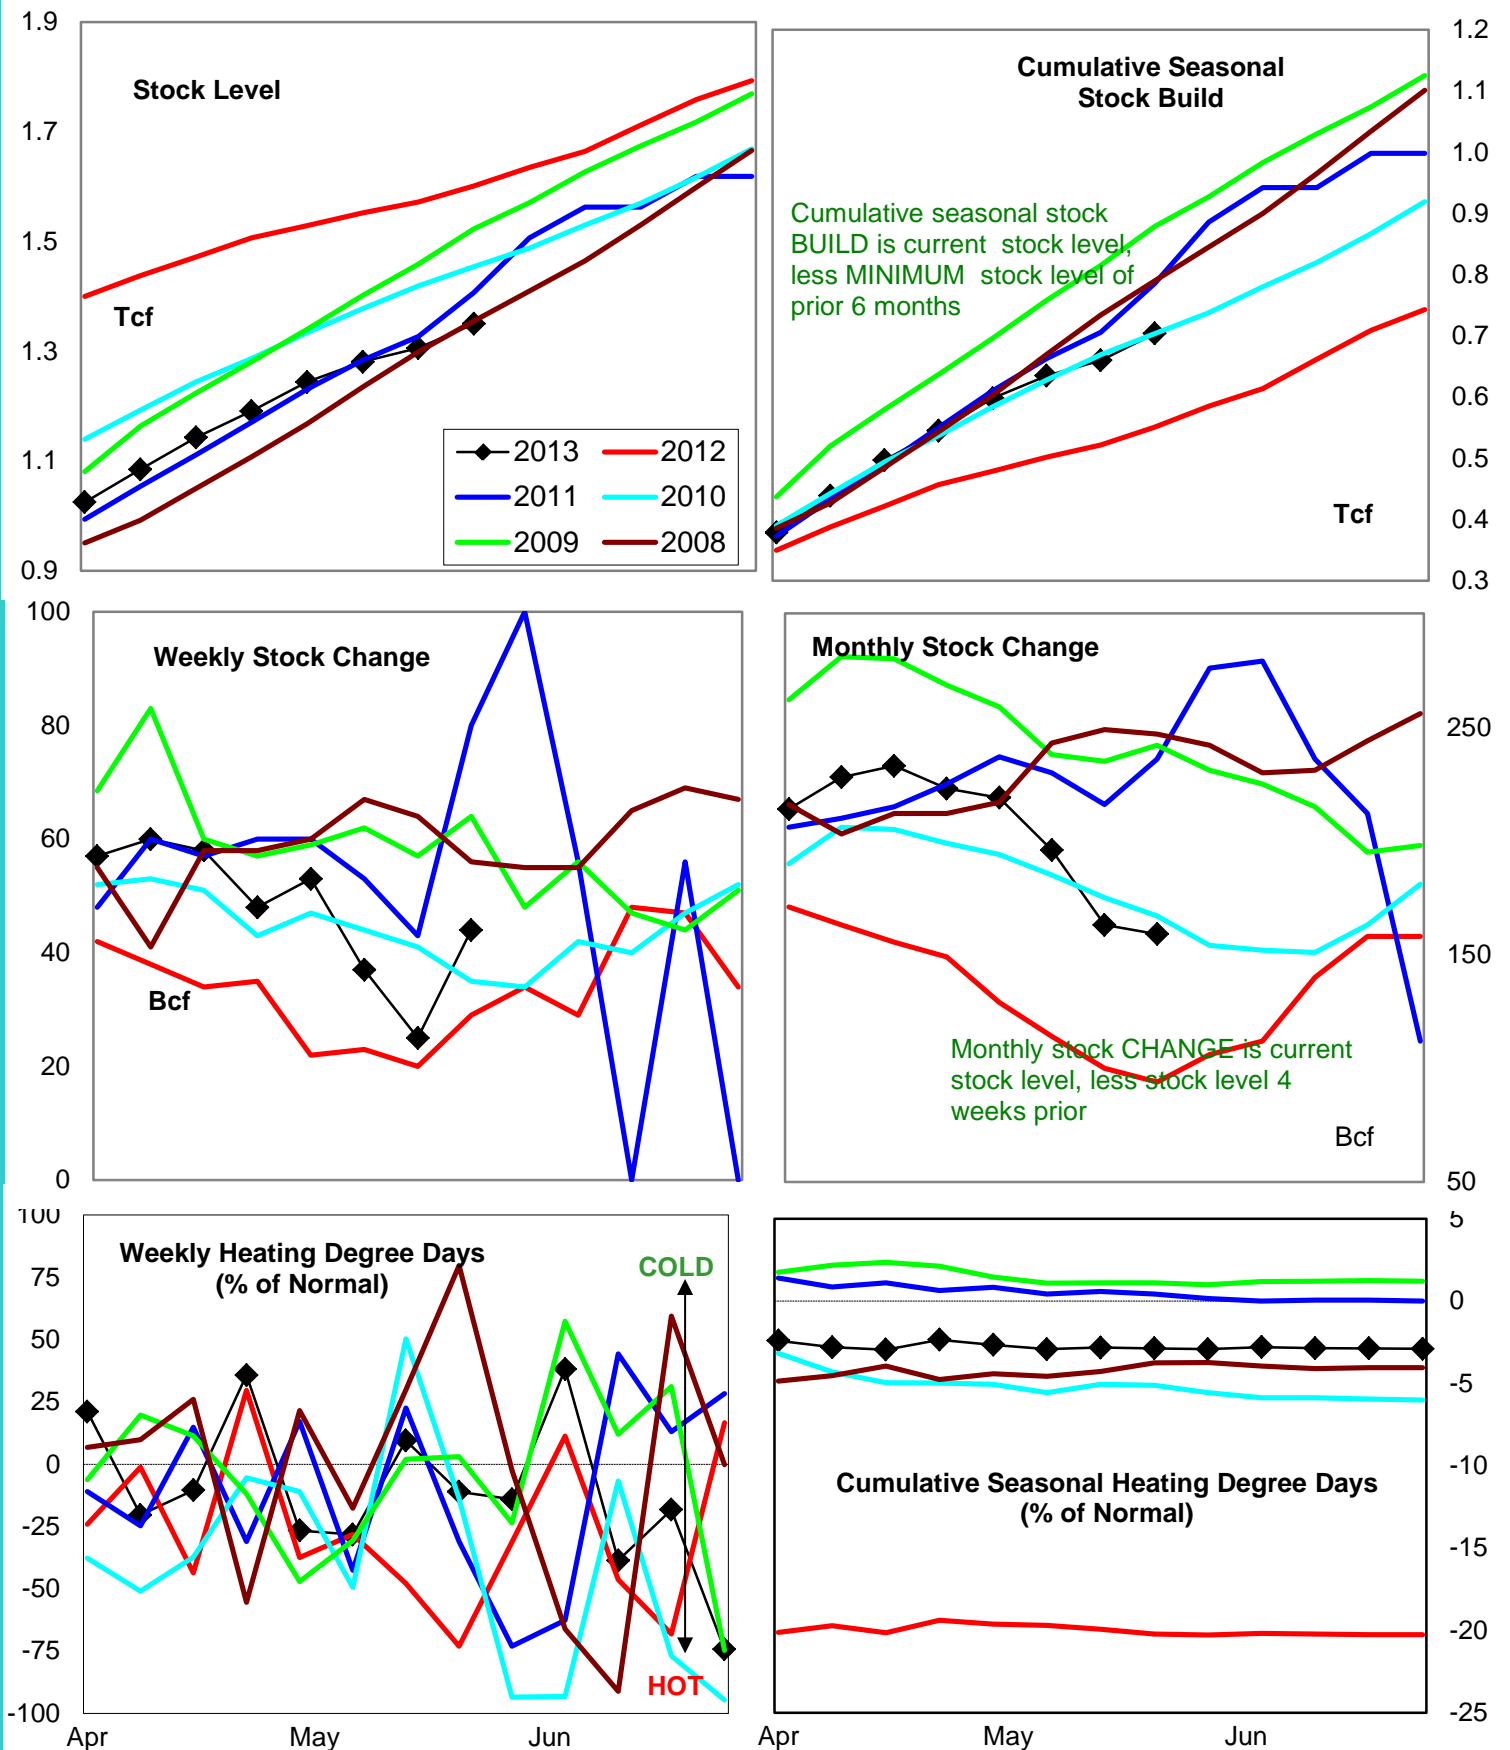 1.9
1.7
1.5
1.3
1.1
0.9
Stock Level
Tcf
2013
2012
2011
2010
2009
2008
Cumulative Seasonal
Stock Build
Cumulative seasonal stock
BUILD is current stock level,
less MINIMUM stock level of
prior 6 months
Tcf
1.2
1.1
1.0
0.9
0.8
0.7
0.6
0.5
0.4
0.3
100
80
60
40
20
0
Weekly Stock Change
Bcf
Monthly Stock Change
Monthly stock CHANGE is current
stock level, less stock level 4
weeks prior
Bcf
250
150
50
100
75
50
25
0
-25
-50
-75
-100
Weekly Heating Degree Days
(% of Normal)
COLD
HOT
Apr
May
Jun
Cumulative Seasonal Heating Degree Days
(% of Normal)
5
0
-5
-10
-15
-20
-25
Apr
May
Jun